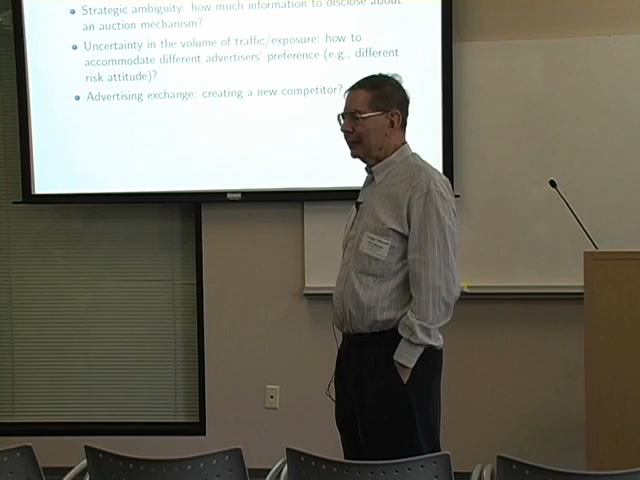 Strategic ambiguity: how much information to disclose about
an auction mechanism?
Uncertainty in the volume of traffic/exposure: how to
accommodate different advertisers' preference (e.g., different
risk attitude)?
Advertising exchange: creating a new competitor?